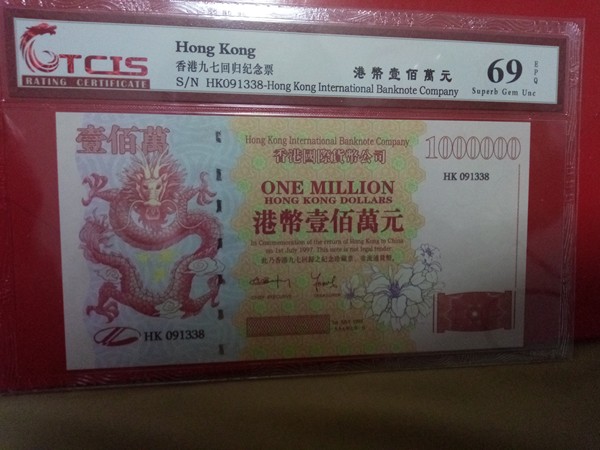 TCIS
RATING CERTIFICATE
Hong Kong
香港九七回归纪念票
S/N HK091338-Hong Kong International Banknote Company
港幣壹佰萬元
69
EPQ
Superb Gem Unc
壹佰萬
Hong Kong International Banknote Company
香港國際貨幣公司
1000000
HK 091338
ONE MILLION
HONG KONG DOLLARS
港幣壹佰萬元
In Commemoration of the return of Hong Kong to China
on 1st July 1997. This note is not legal tender.
HK 091338